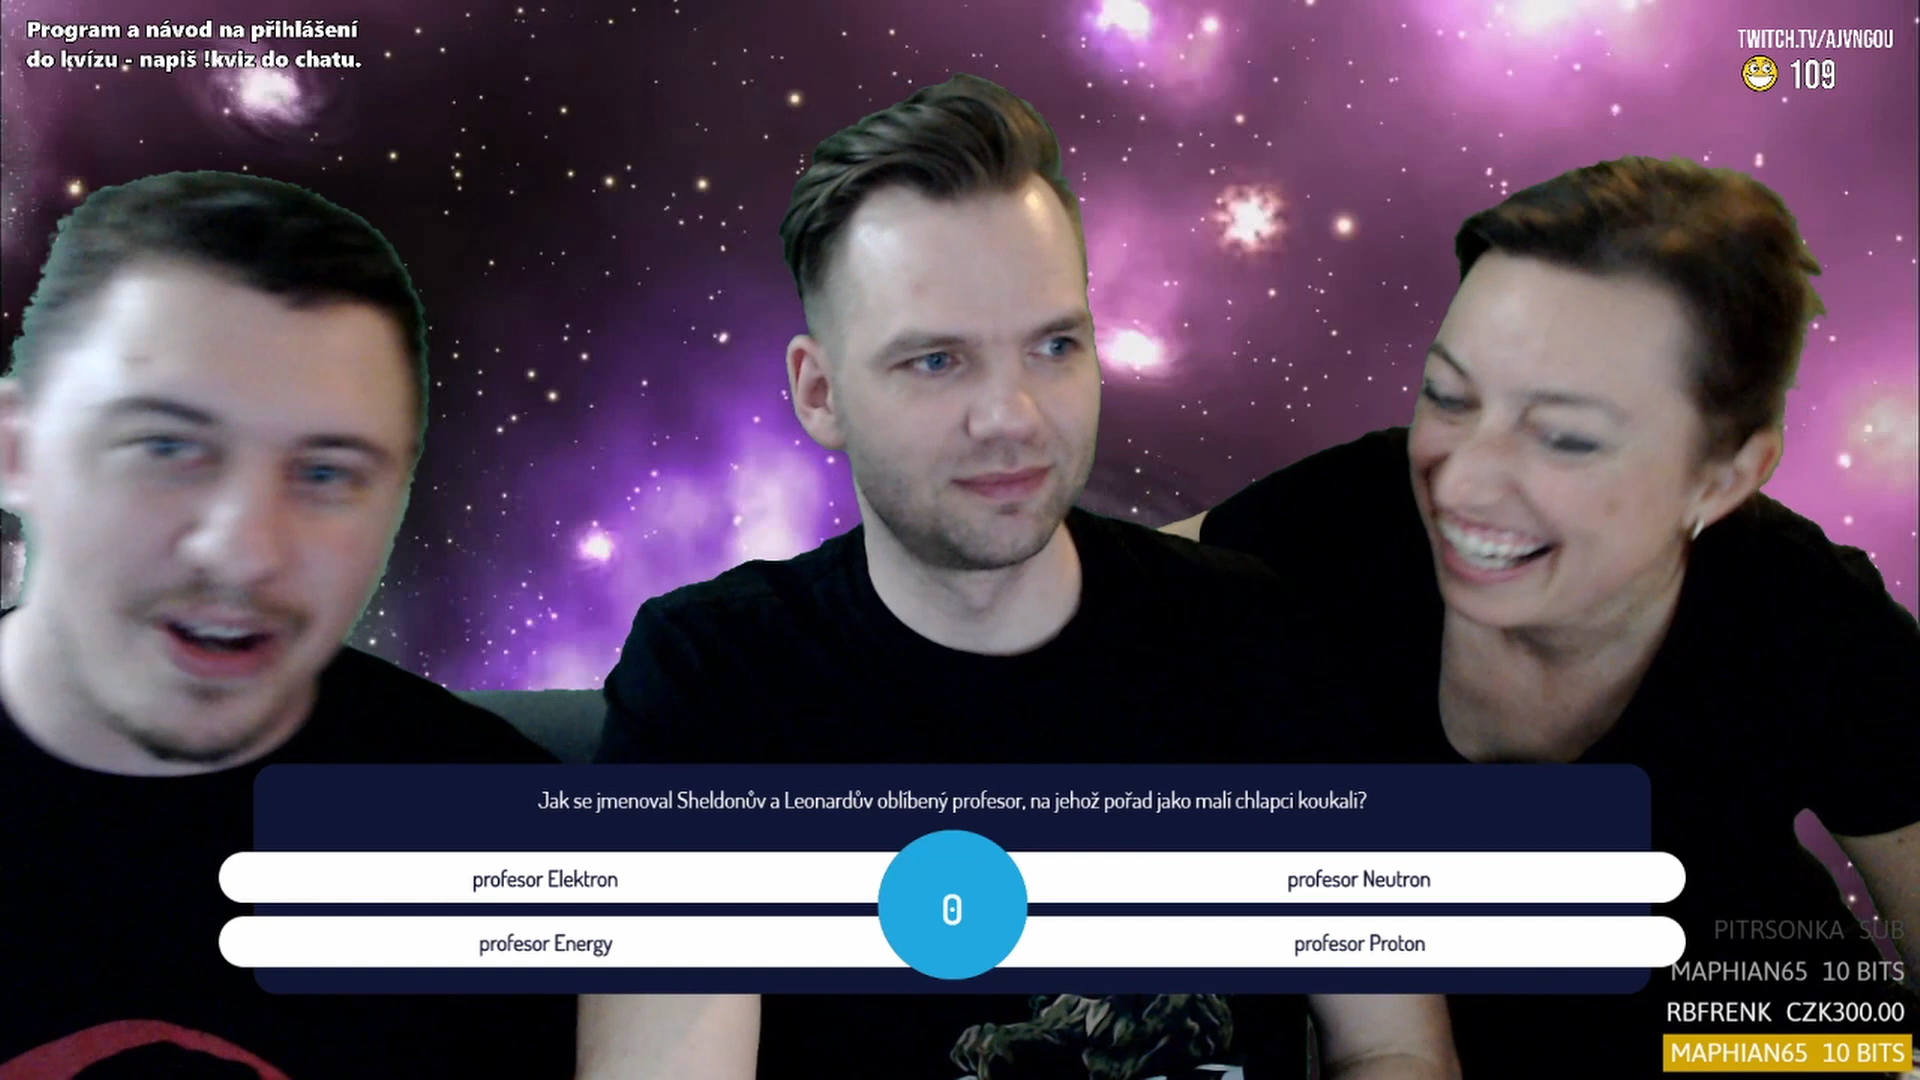 Program a návod na přihlášení
do kvízu - napiš !kviz do chatu.
TWITCH.TV/AJVNGOU
109
Jak se jmenoval Sheldonův a Leonardův oblíbený profesor, na jehož pořad jako malí chlapci koukali?
profesor Elektron
profesor Neutron
0
profesor Energy
profesor Proton
PITRSONKA SUB
MAPHIAN65 10 BITS
RBFRENK CZK300.00
MAPHIAN65 10 BITS